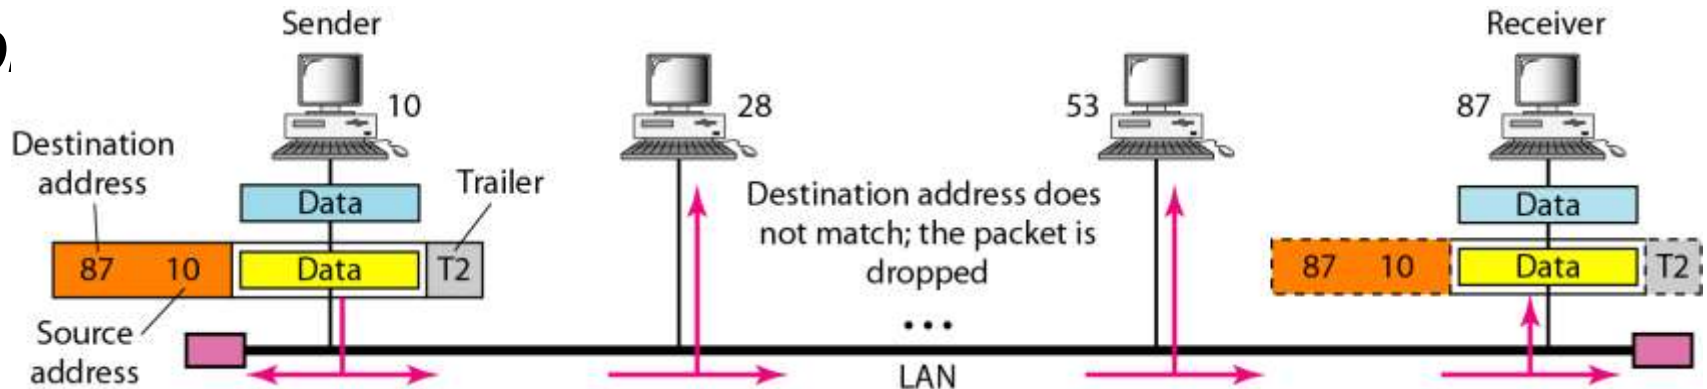 Sender
Receiver
10
28
53
87
Destination
address
Trailer
Data
Destination address does
not match; the packet is
dropped
Data
87 10
Data
T2
87 10
Data
T2
Source
address
...
LAN